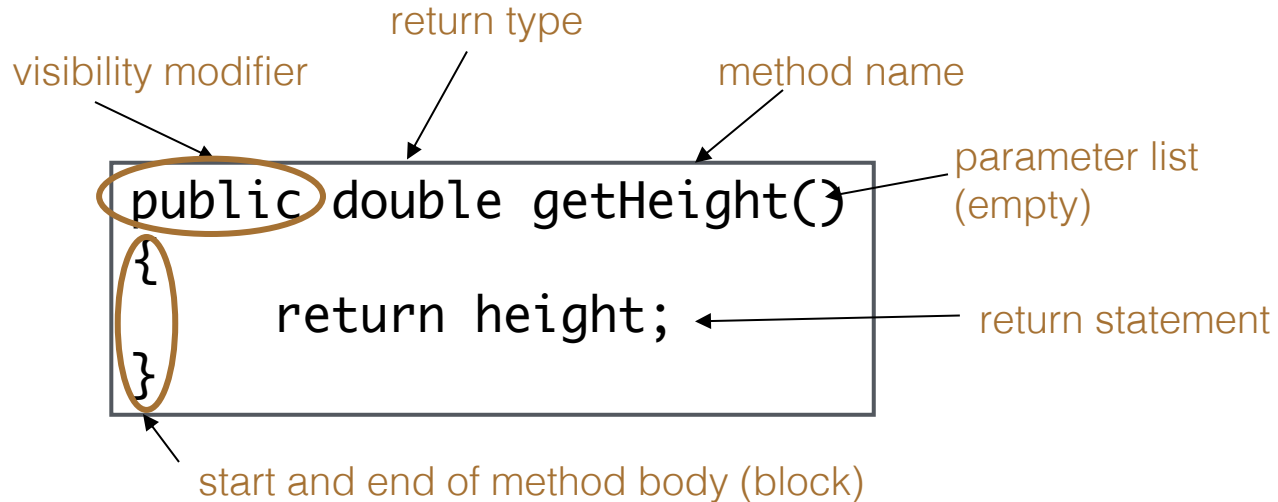 return type
visibility modifier
method name
parameter list
(empty)
public double getHeight()
{
return height;
return statement
}
start and end of method body (block)